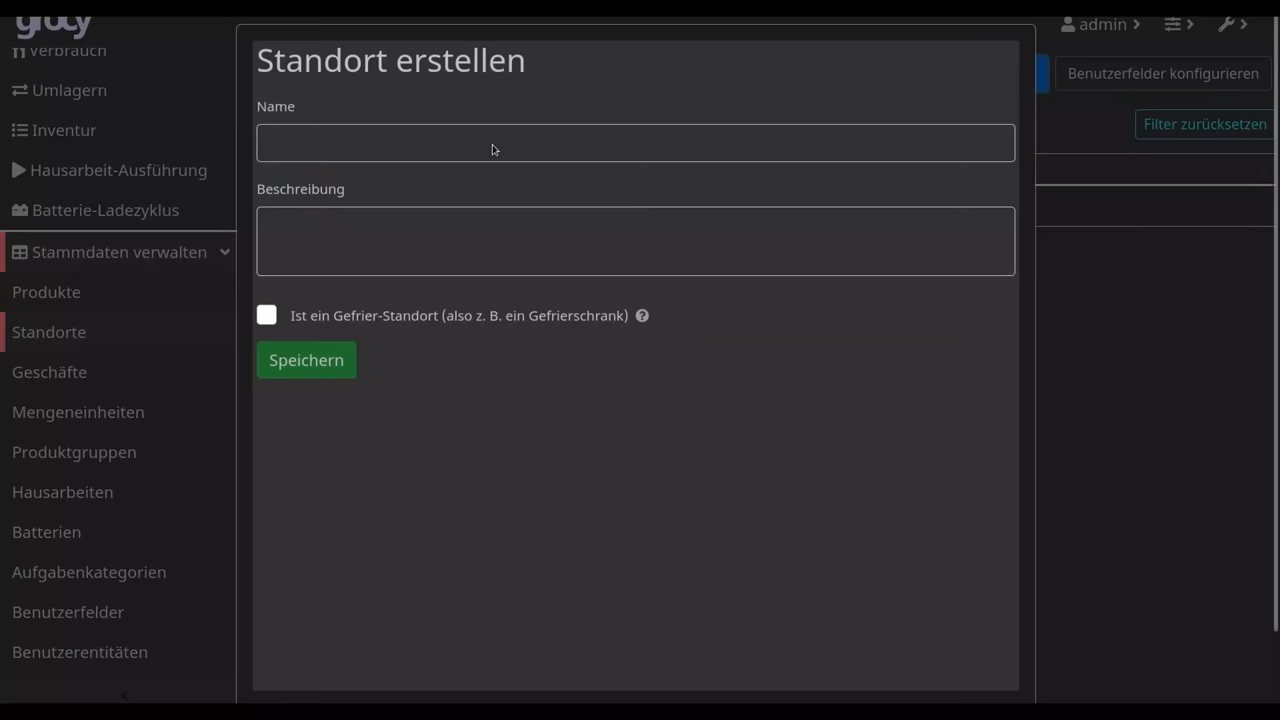 grocy
admin
Verbrauch
Umlagern
Inventur
Hausarbeit-Ausführung
Batterie-Ladezyklus
Stammdaten verwalten
Produkte
Standorte
Geschäfte
Mengeneinheiten
Produktgruppen
Hausarbeiten
Batterien
Aufgabenkategorien
Benutzerfelder
Benutzerentitäten
Standort erstellen
Name
Beschreibung
Ist ein Gefrier-Standort (also z. B. ein Gefrierschrank)
Speichern
Benutzerfelder konfigurieren
Filter zurücksetzen